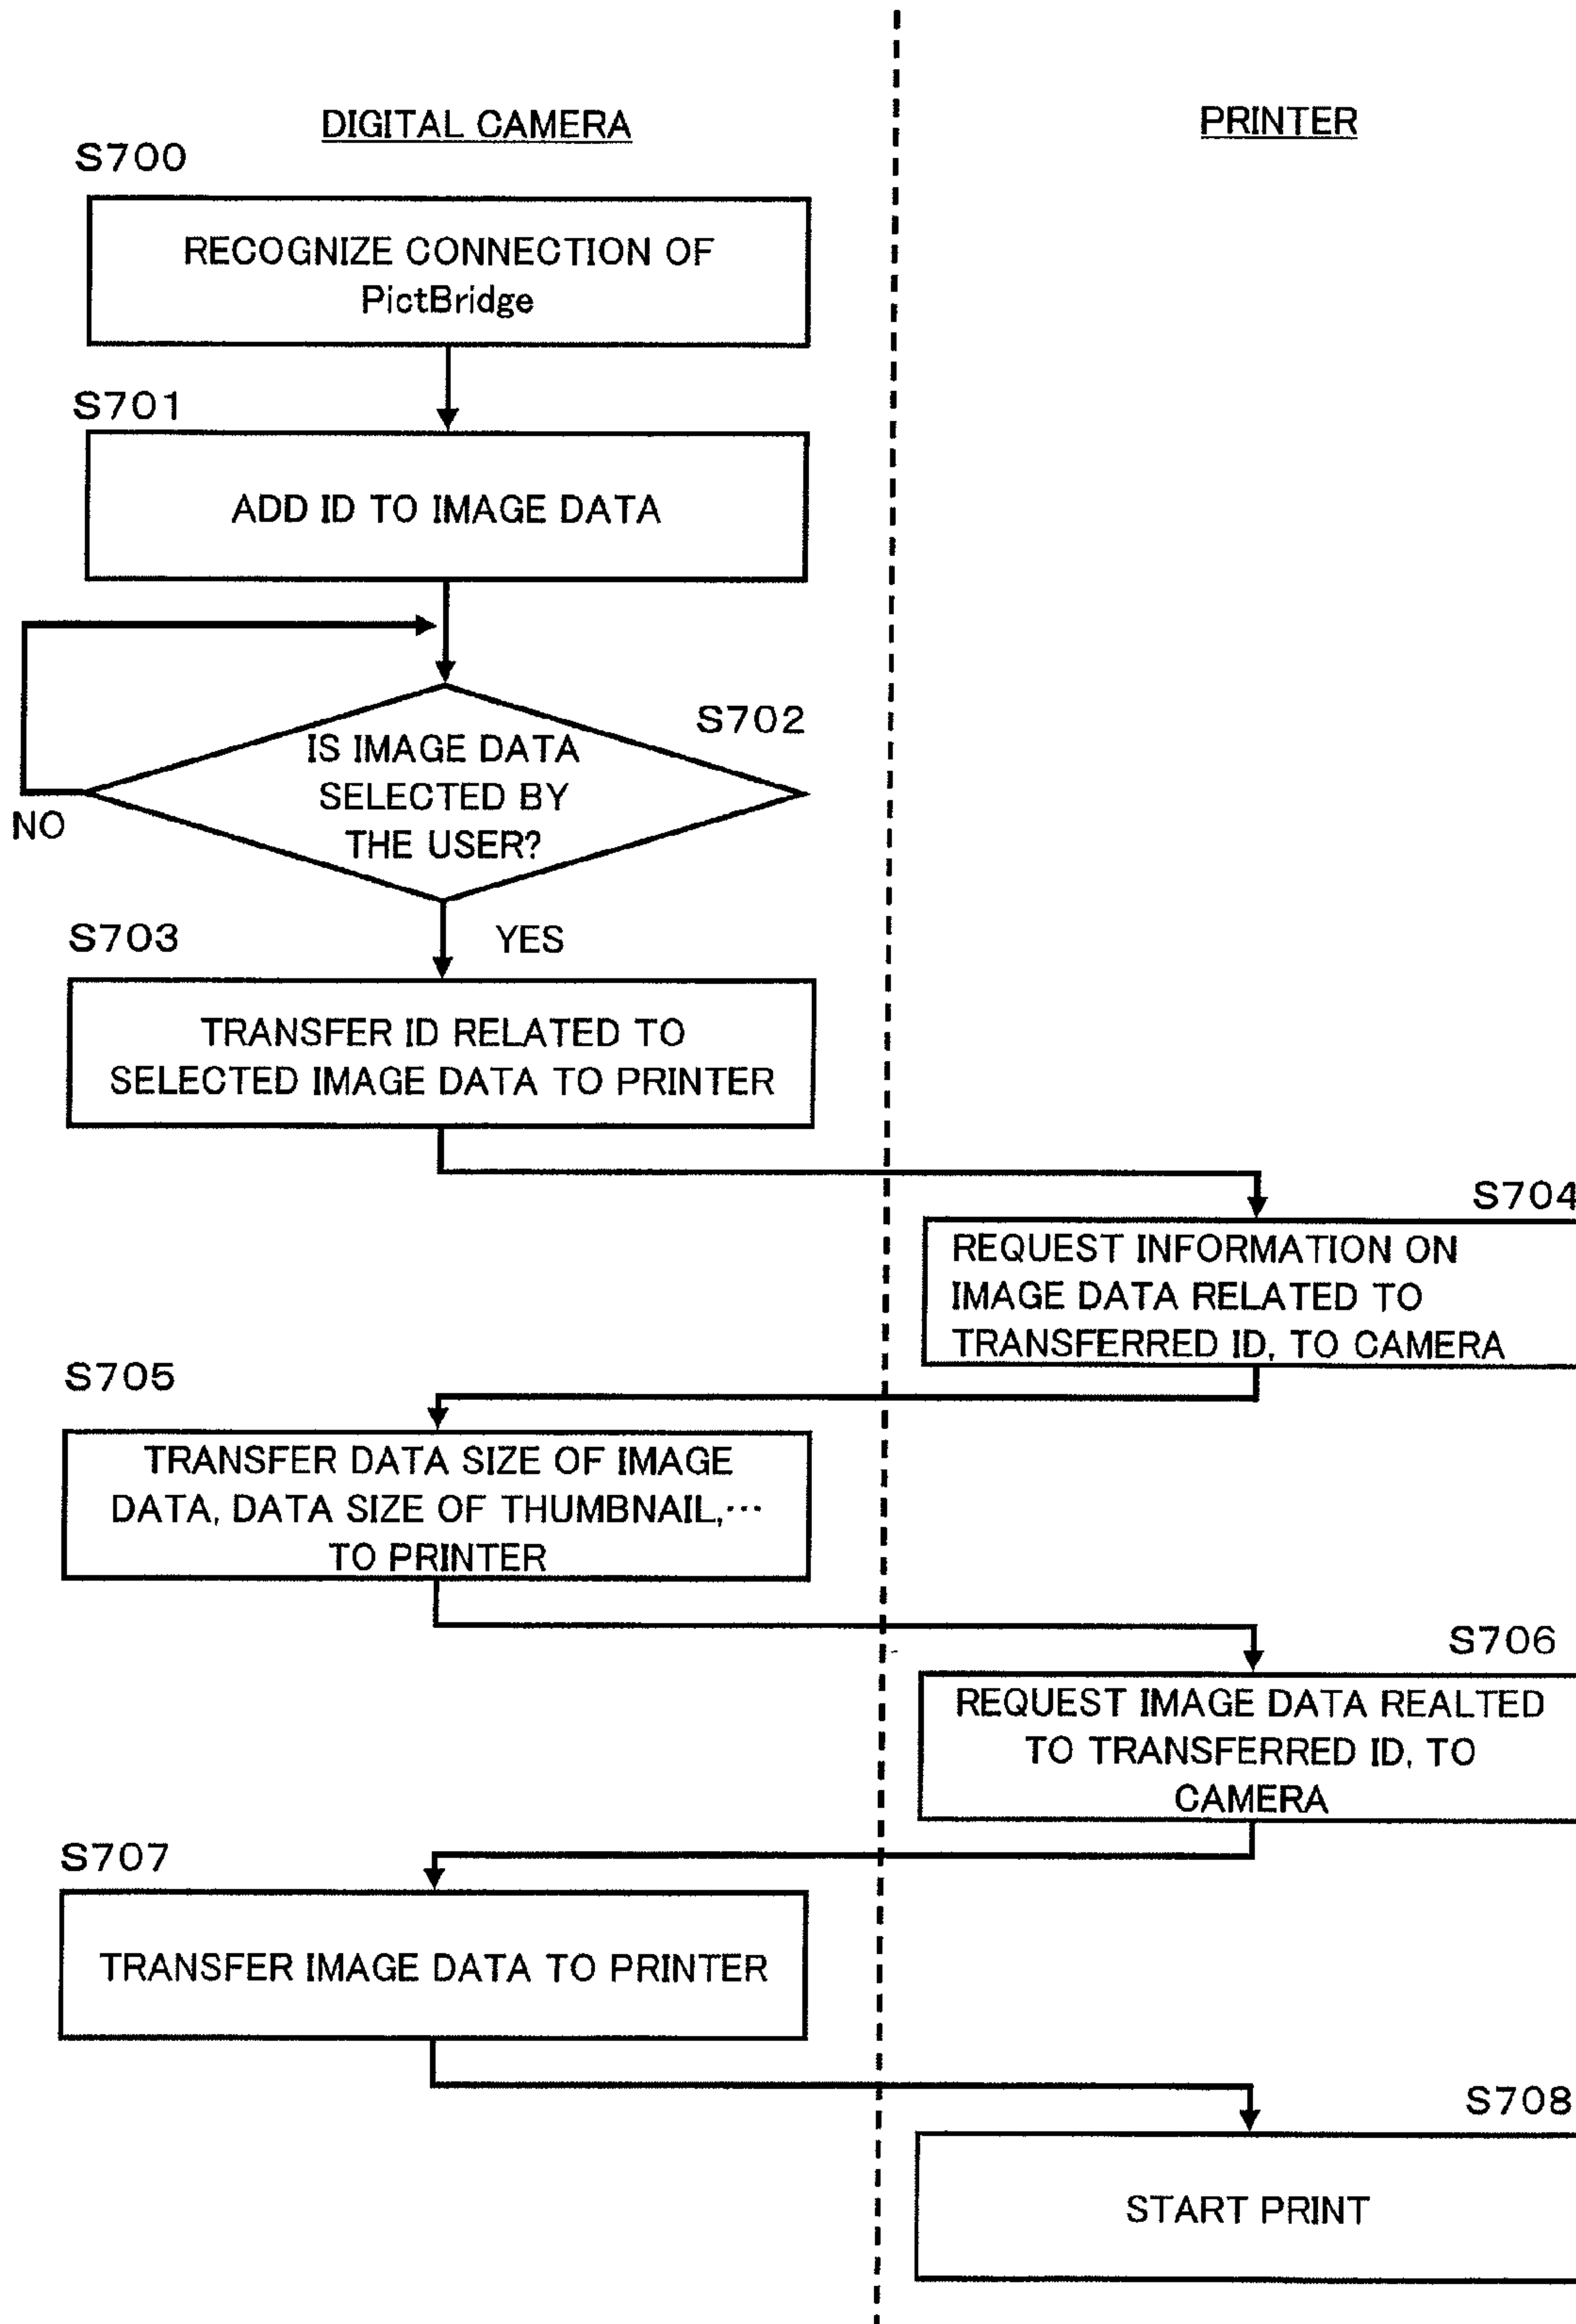 DIGITAL CAMERA
PRINTER
S700
RECOGNIZE CONNECTION OF
PictBridge
S701
ADD ID TO IMAGE DATA
S702
IS IMAGE DATA
SELECTED BY
THE USER?
NO
YES
S703
TRANSFER ID RELATED TO
SELECTED IMAGE DATA TO PRINTER
S704
REQUEST INFORMATION ON
IMAGE DATA RELATED TO
TRANSFERRED ID, TO CAMERA
S705
TRANSFER DATA SIZE OF IMAGE
DATA, DATA SIZE OF THUMBNAIL,⋯
TO PRINTER
S706
REQUEST IMAGE DATA REALTED
TO TRANSFERRED ID, TO
CAMERA
S707
TRANSFER IMAGE DATA TO PRINTER
S708
START PRINT